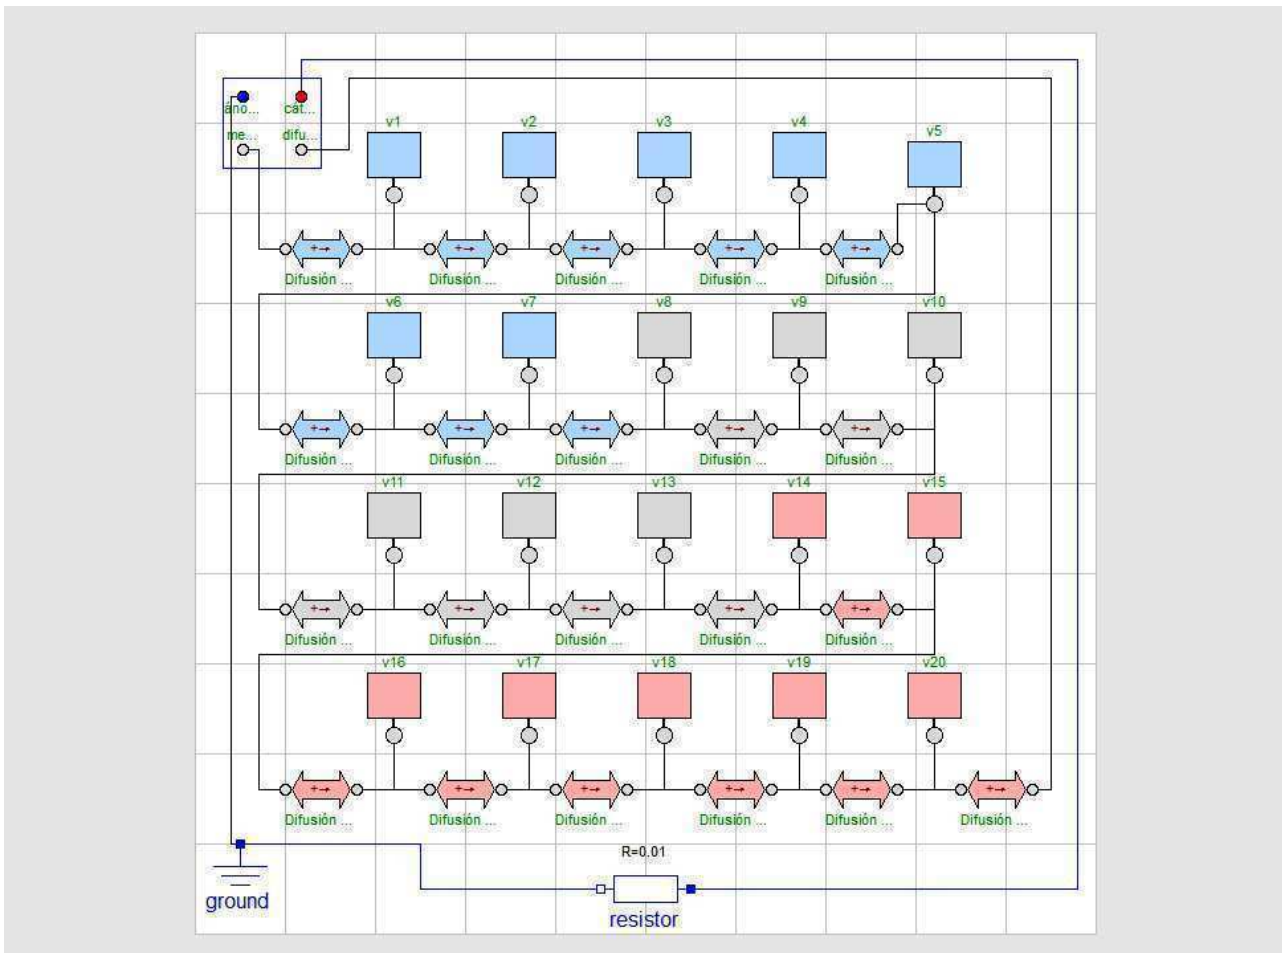 áno... cát...
me... difu...
v1 v2 v3 v4 v5
Difusión ... Difusión ... Difusión ... Difusión ... Difusión ...
v6 v7 v8 v9 v10
Difusión ... Difusión ... Difusión ... Difusión ... Difusión ...
v11 v12 v13 v14 v15
Difusión ... Difusión ... Difusión ... Difusión ... Difusión ...
v16 v17 v18 v19 v20
Difusión ... Difusión ... Difusión ... Difusión ... Difusión ... Difusión ...
R=0.01
ground
resistor